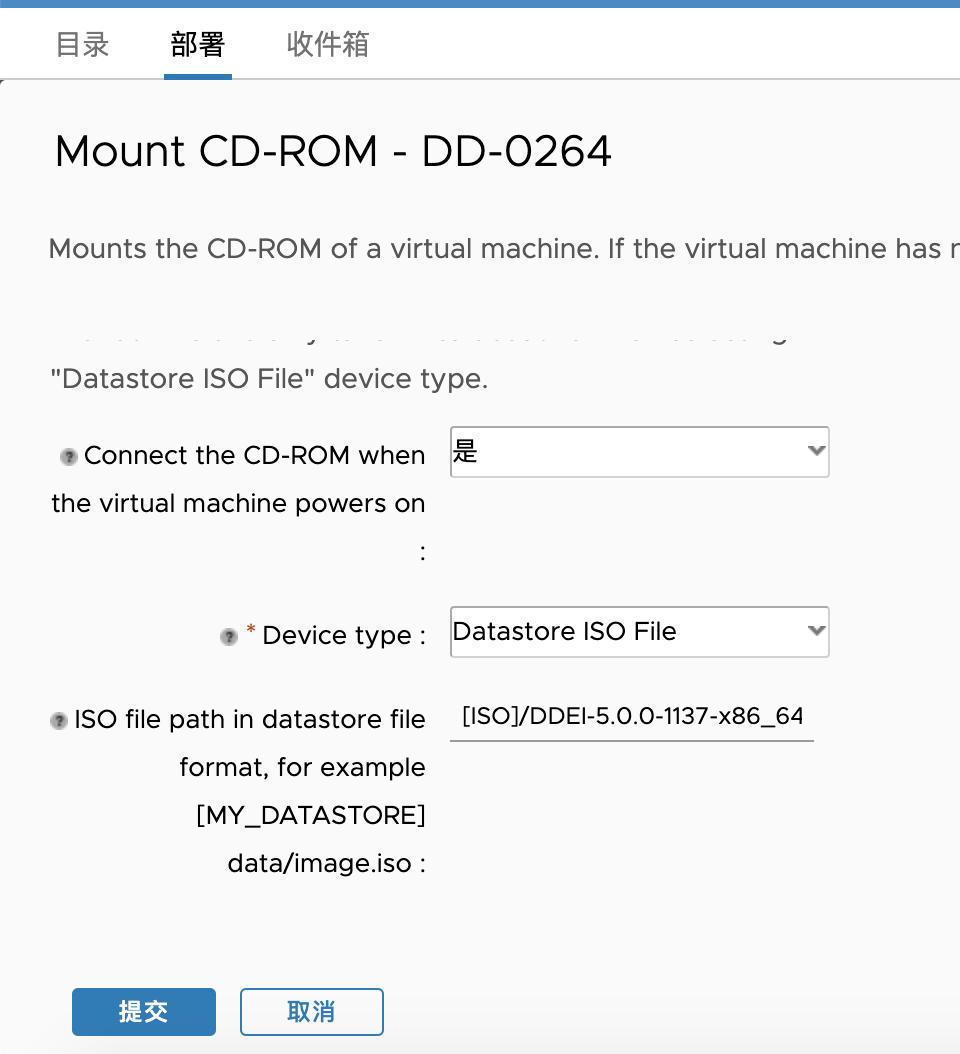 目录 部署 收件箱
Mount CD-ROM - DD-0264
Mounts the CD-ROM of a virtual machine. If the virtual machine has
"Datastore ISO File" device type.
Connect the CD-ROM when 是
the virtual machine powers on
:
* Device type : Datastore ISO File
ISO file path in datastore file [ISO]/DDEI-5.0.0-1137-x86_64
format, for example
[MY_DATASTORE]
data/image.iso :
提交 取消